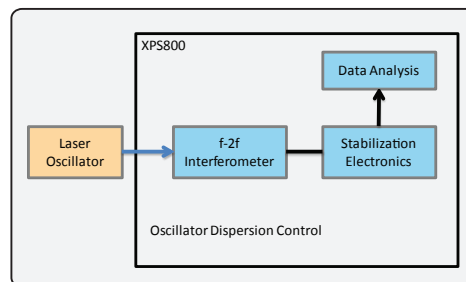 XPS800
Data Analysis
Laser
Oscillator
f-2f
Interferometer
Stabilization
Electronics
Oscillator Dispersion Control